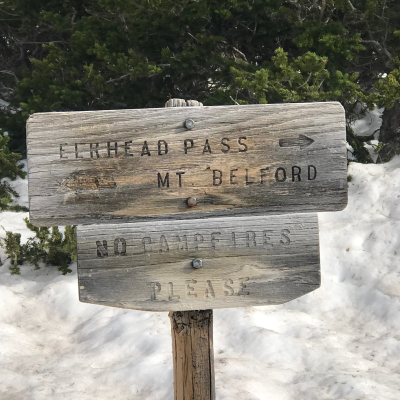 ELKHEAD PASS
MT. BELFORD
NO CAMPFIRES
PLEASE